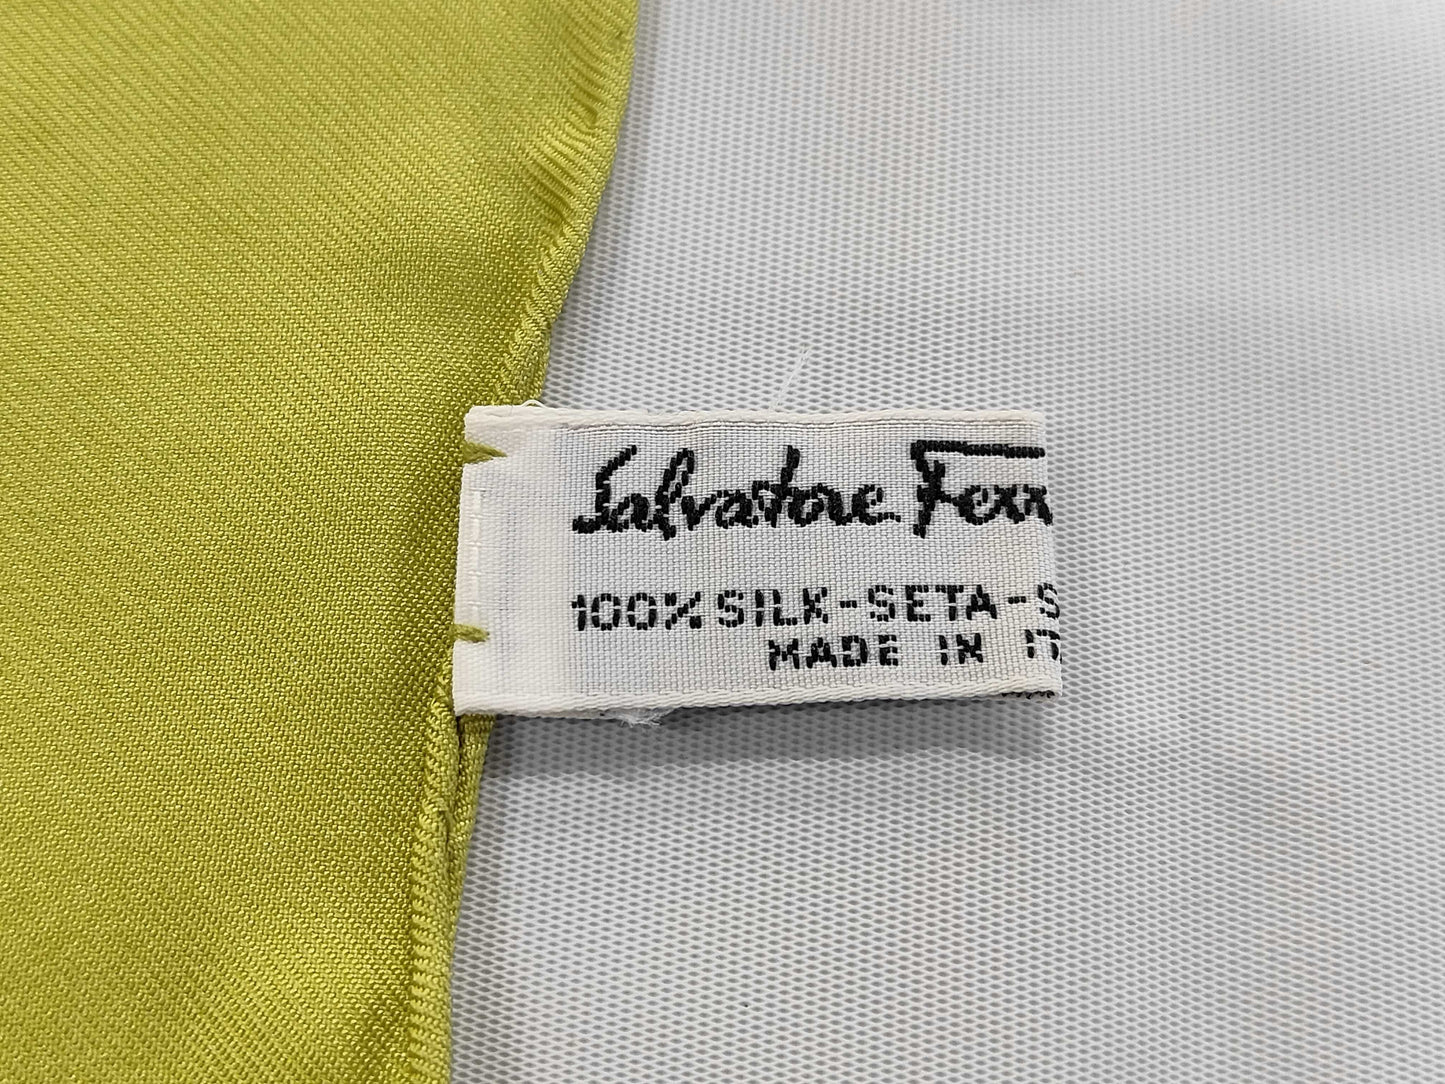 Salvatore Ferr
100% SILK-SETA-S
MADE IN IT